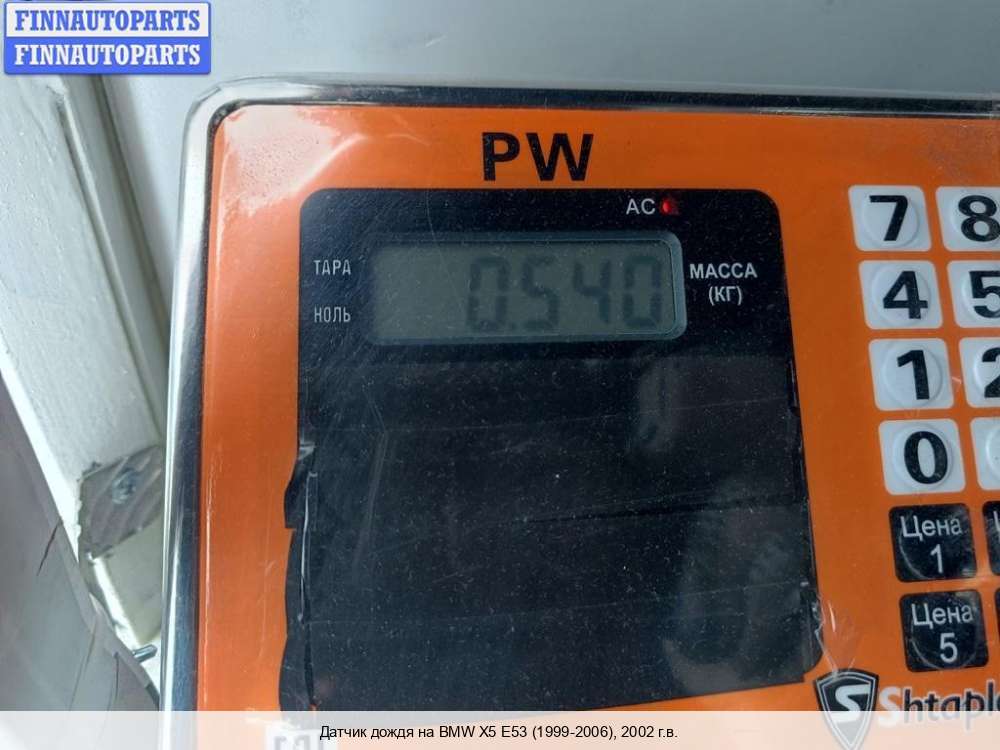 FINNAUTOPARTS
FINNAUTOPARTS
PW
AC
ТАРА
0.540
МАССА
(КГ)
НОЛЬ
7 8
4 5
1 2
0
Цена
1
Цена
5
S Shtaple
Датчик дождя на BMW X5 E53 (1999-2006), 2002 г.в.